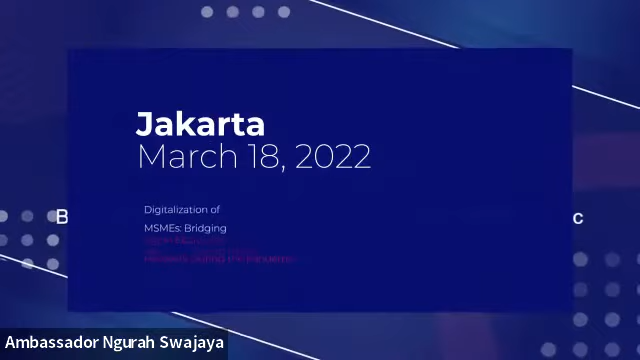 Jakarta
March 18, 2022
Digitalization of
MSMEs: Bridging
B
c
Ambassador Ngurah Swajaya